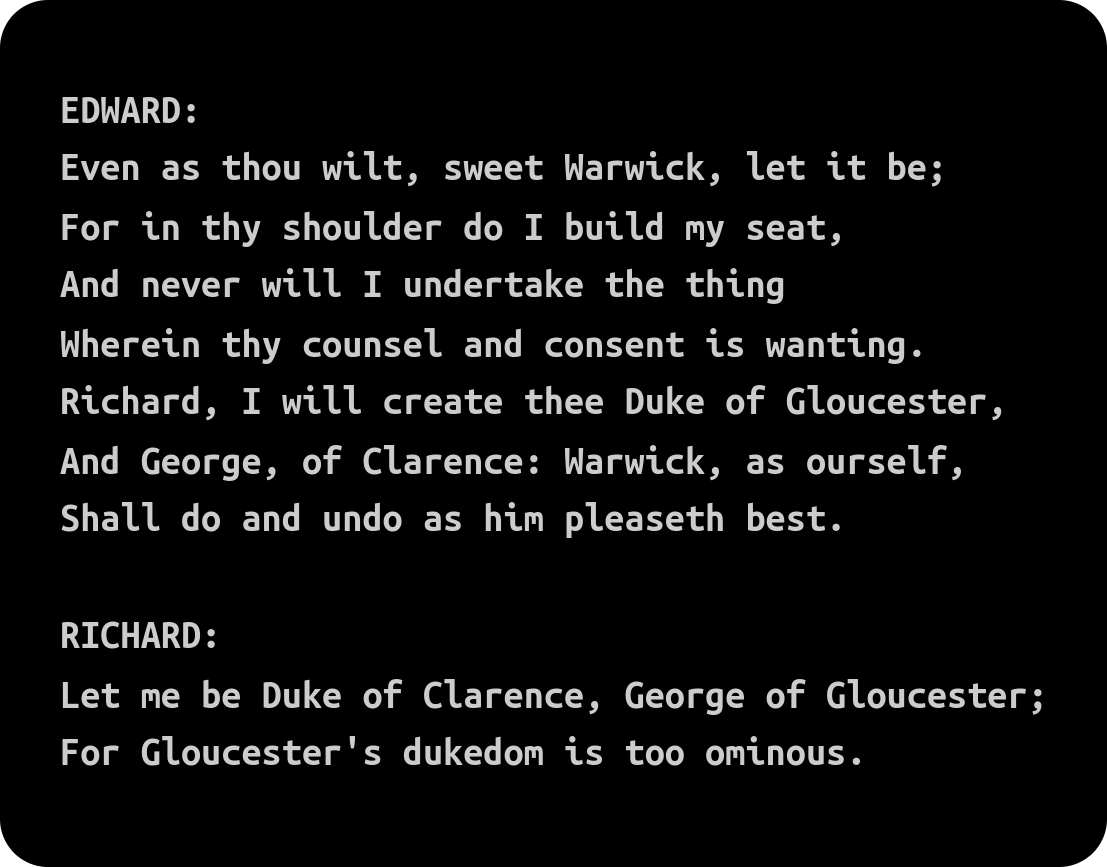 EDWARD:
Even as thou wilt, sweet Warwick, let it be;
For in thy shoulder do I build my seat,
And never will I undertake the thing
Wherein thy counsel and consent is wanting.
Richard, I will create thee Duke of Gloucester,
And George, of Clarence: Warwick, as ourself,
Shall do and undo as him pleaseth best.

RICHARD:
Let me be Duke of Clarence, George of Gloucester;
For Gloucester's dukedom is too ominous.